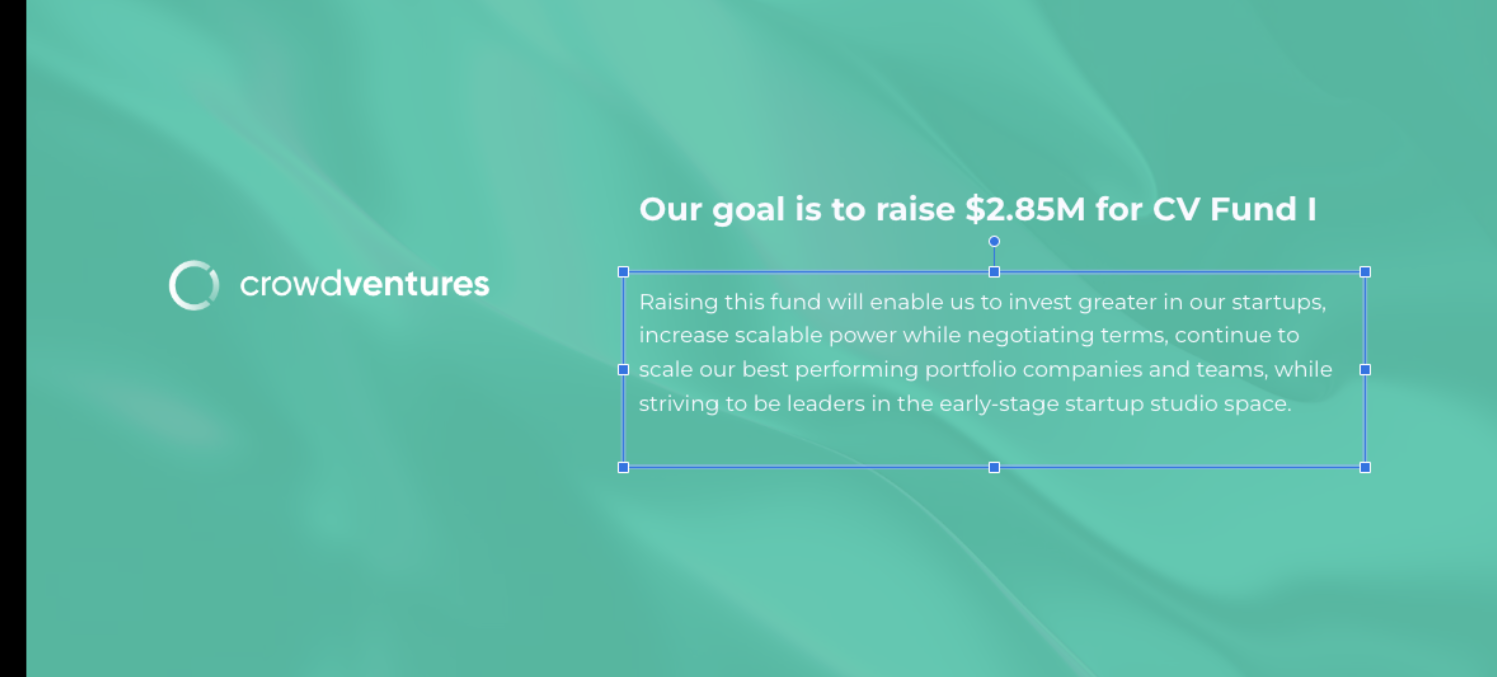 crowdventures
Our goal is to raise $2.85M for CV Fund I
Raising this fund will enable us to invest greater in our startups,
increase scalable power while negotiating terms, continue to
scale our best performing portfolio companies and teams, while
striving to be leaders in the early-stage startup studio space.